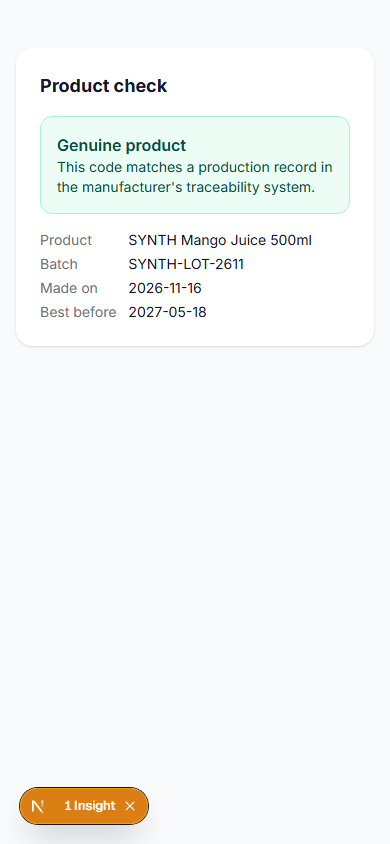 Product check
Genuine product
This code matches a production record in
the manufacturer's traceability system.
Product SYNTH Mango Juice 500ml
Batch SYNTH-LOT-2611
Made on 2026-11-16
Best before 2027-05-18
N 1 Insight ×